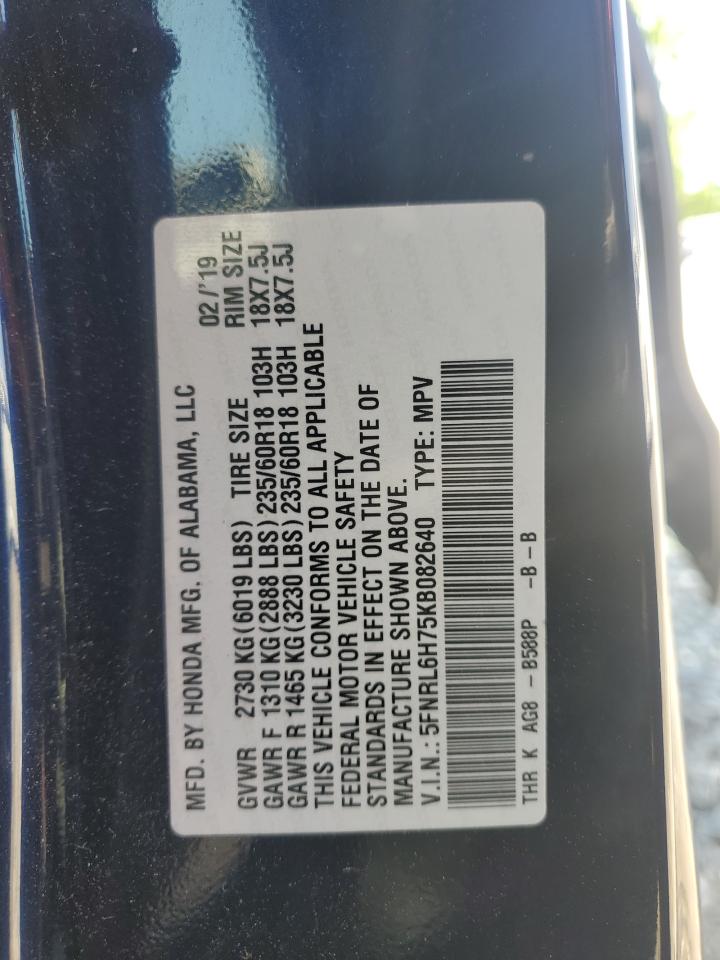 MFD. BY HONDA MFG. OF ALABAMA, LLC 02/'19
GVWR 2730 KG(6019 LBS) TIRE SIZE RIM SIZE
GAWR F 1310 KG(2888 LBS)235/60R18 103H 18X7.5J
GAWR R 1465 KG(3230 LBS)235/60R18 103H 18X7.5J
THIS VEHICLE CONFORMS TO ALL APPLICABLE
FEDERAL MOTOR VEHICLE SAFETY
STANDARDS IN EFFECT ON THE DATE OF
MANUFACTURE SHOWN ABOVE.
V.I.N.: 5FNRL6H75KB082640 TYPE: MPV
THR K AG8 -B588P -B-B